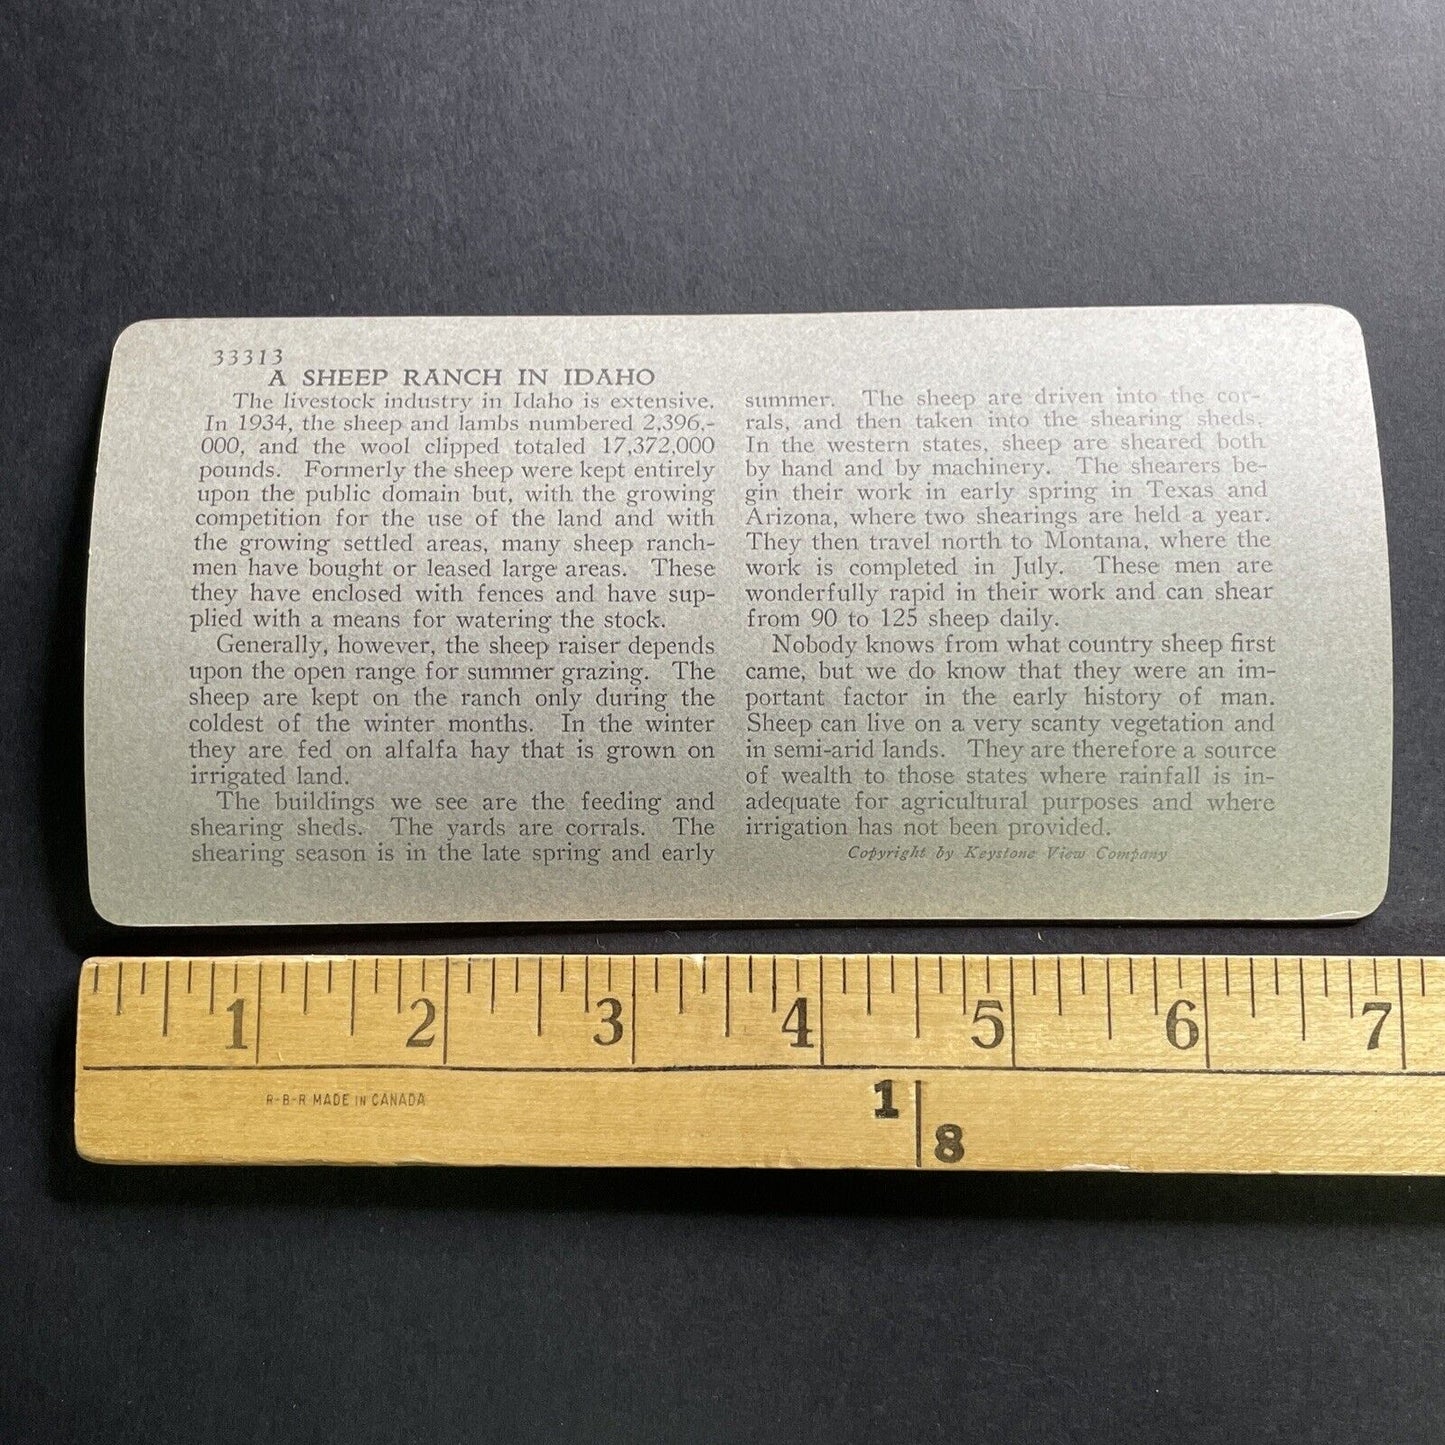 33313
A SHEEP RANCH IN IDAHO
The livestock industry in Idaho is extensive.
In 1934, the sheep and lambs numbered 2,396,-
000, and the wool clipped totaled 17,372,000
pounds. Formerly the sheep were kept entirely
upon the public domain but, with the growing
competition for the use of the land and with
the growing settled areas, many sheep ranch-
men have bought or leased large areas. These
they have enclosed with fences and have sup-
plied with a means for watering the stock.
Generally, however, the sheep raiser depends
upon the open range for summer grazing. The
sheep are kept on the ranch only during the
coldest of the winter months. In the winter
they are fed on alfalfa hay that is grown on
irrigated land.
The buildings we see are the feeding and
shearing sheds. The yards are corrals. The
shearing season is in the late spring and early
summer. The sheep are driven into the cor-
rals, and then taken into the shearing sheds.
In the western states, sheep are sheared both
by hand and by machinery. The shearers be-
gin their work in early spring in Texas and
Arizona, where two shearings are held a year.
They then travel north to Montana, where the
work is completed in July. These men are
wonderfully rapid in their work and can shear
from 90 to 125 sheep daily.
Nobody knows from what country sheep first
came, but we do know that they were an im-
portant factor in the early history of man.
Sheep can live on a very scanty vegetation and
in semi-arid lands. They are therefore a source
of wealth to those states where rainfall is in-
adequate for agricultural purposes and where
irrigation has not been provided.
Copyright by Keystone View Company
1 2 3 4 5 6 7
R-B-R MADE IN CANADA
1
8